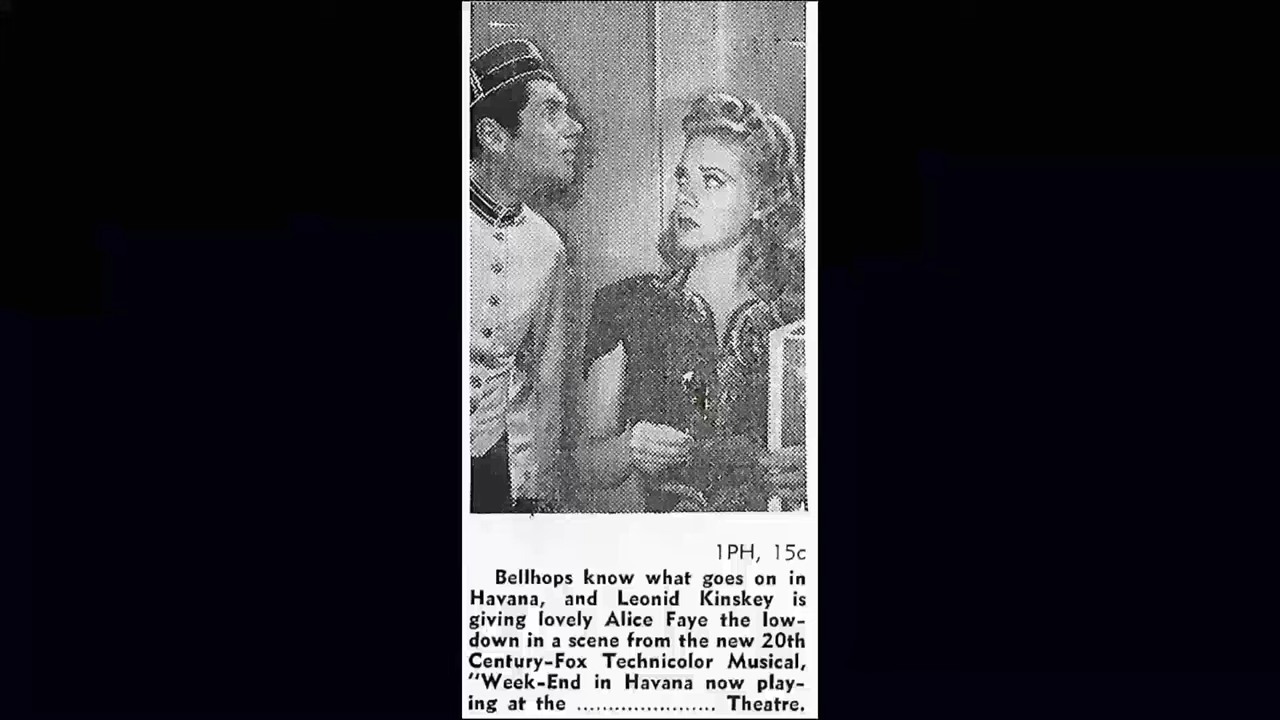 1PH, 15c
Bellhops know what goes on in
Havana, and Leonid Kinskey is
giving lovely Alice Faye the low-
down in a scene from the new 20th
Century-Fox Technicolor Musical,
"Week-End in Havana now play-
ing at the ...................... Theatre.